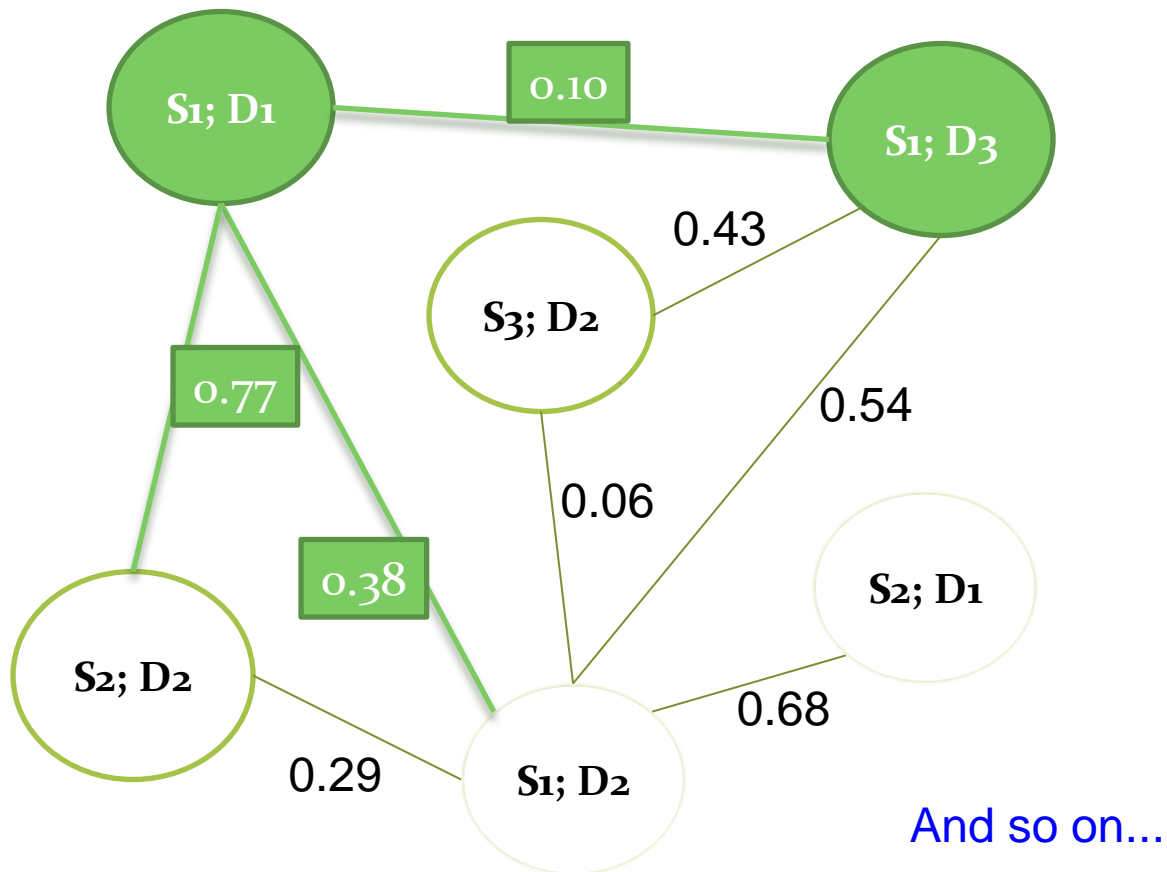 0.10
S1; D1
S1; D3
0.43
S3; D2
0.77
0.54
0.06
0.38
S2; D1
S2; D2
0.68
0.29
S1; D2
And so on...